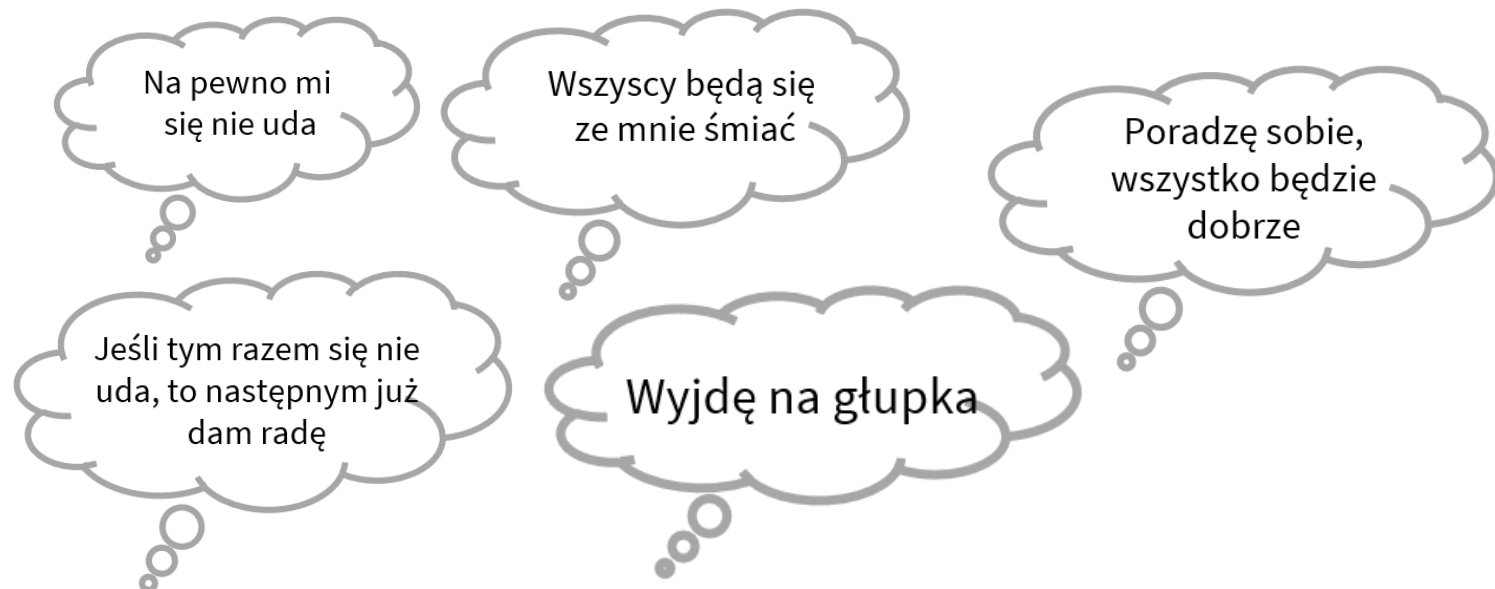 Na pewno mi
się nie uda
Wszyscy będą się
ze mnie śmiać
Poradzę sobie,
wszystko będzie
dobrze
Jeśli tym razem się nie
uda, to następnym już
dam radę
Wyjdę na głupka